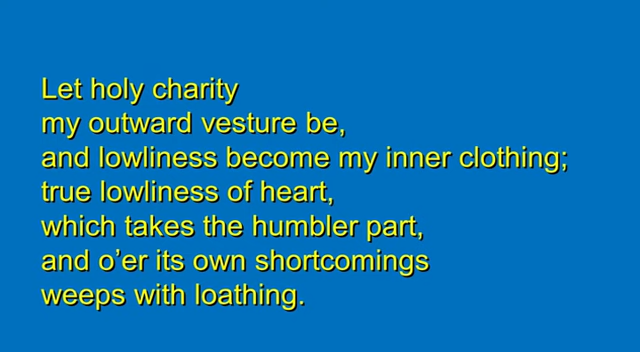 Let holy charity
my outward vesture be,
and lowliness become my inner clothing;
true lowliness of heart,
which takes the humbler part,
and o’er its own shortcomings
weeps with loathing.